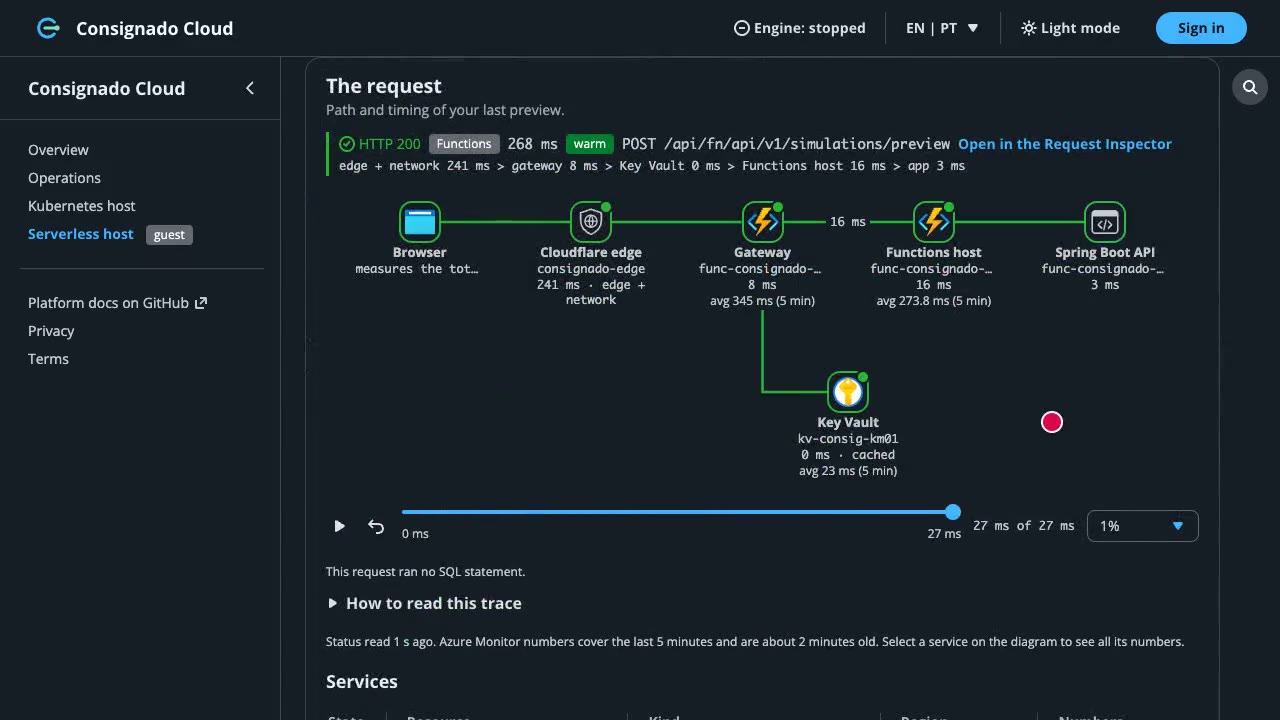 Consignado Cloud
Engine: stopped
EN | PT
Light mode
Sign in
Consignado Cloud
Overview
Operations
Kubernetes host
Serverless host guest
Platform docs on GitHub
Privacy
Terms
The request
Path and timing of your last preview.
HTTP 200 Functions 268 ms warm POST /api/fn/api/v1/simulations/preview Open in the Request Inspector
edge + network 241 ms > gateway 8 ms > Key Vault 0 ms > Functions host 16 ms > app 3 ms
16 ms
Browser
measures the tot…
Cloudflare edge
consignado-edge
241 ms · edge +
network
Gateway
func-consignado-…
8 ms
avg 345 ms (5 min)
Functions host
func-consignado-…
16 ms
avg 273.8 ms (5 min)
Spring Boot API
func-consignado-…
3 ms
Key Vault
kv-consig-km01
0 ms · cached
avg 23 ms (5 min)
0 ms
27 ms
27 ms of 27 ms
1%
This request ran no SQL statement.
How to read this trace
Status read 1 s ago. Azure Monitor numbers cover the last 5 minutes and are about 2 minutes old. Select a service on the diagram to see all its numbers.
Services
State Resource Kind Region Numbers